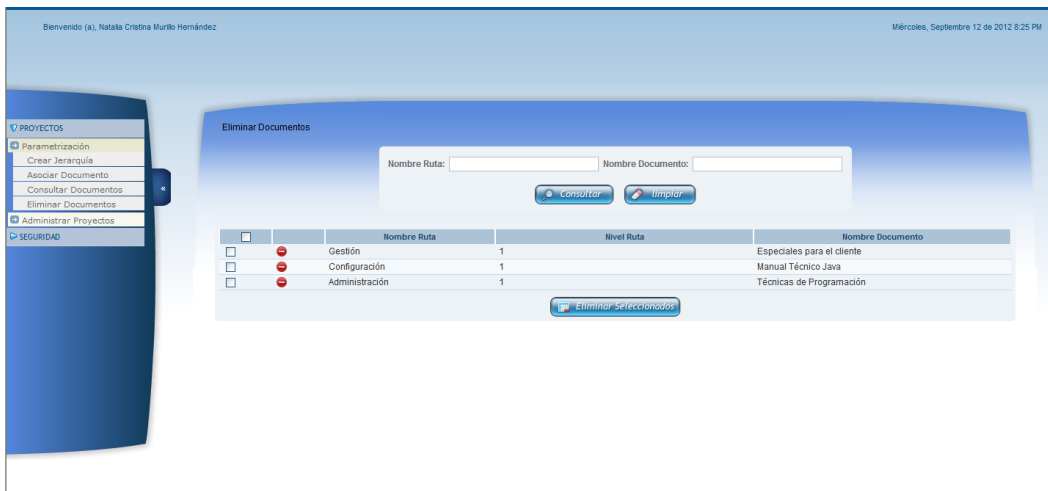 Bienvenido (a), Natalia Cristina Murillo Hernández
Miércoles, Septiembre 12 de 2012 8:25 PM
PROYECTOS
Parametrización
Crear Jerarquía
Asociar Documento
Consultar Documentos
Eliminar Documentos
Administrar Proyectos
SEGURIDAD
«
Eliminar Documentos
Nombre Ruta: Nombre Documento:
Consultar limpiar
Nombre Ruta Nivel Ruta Nombre Documento
Gestión 1 Especiales para el cliente
Configuración 1 Manual Técnico Java
Administración 1 Técnicas de Programación
Eliminar Seleccionados